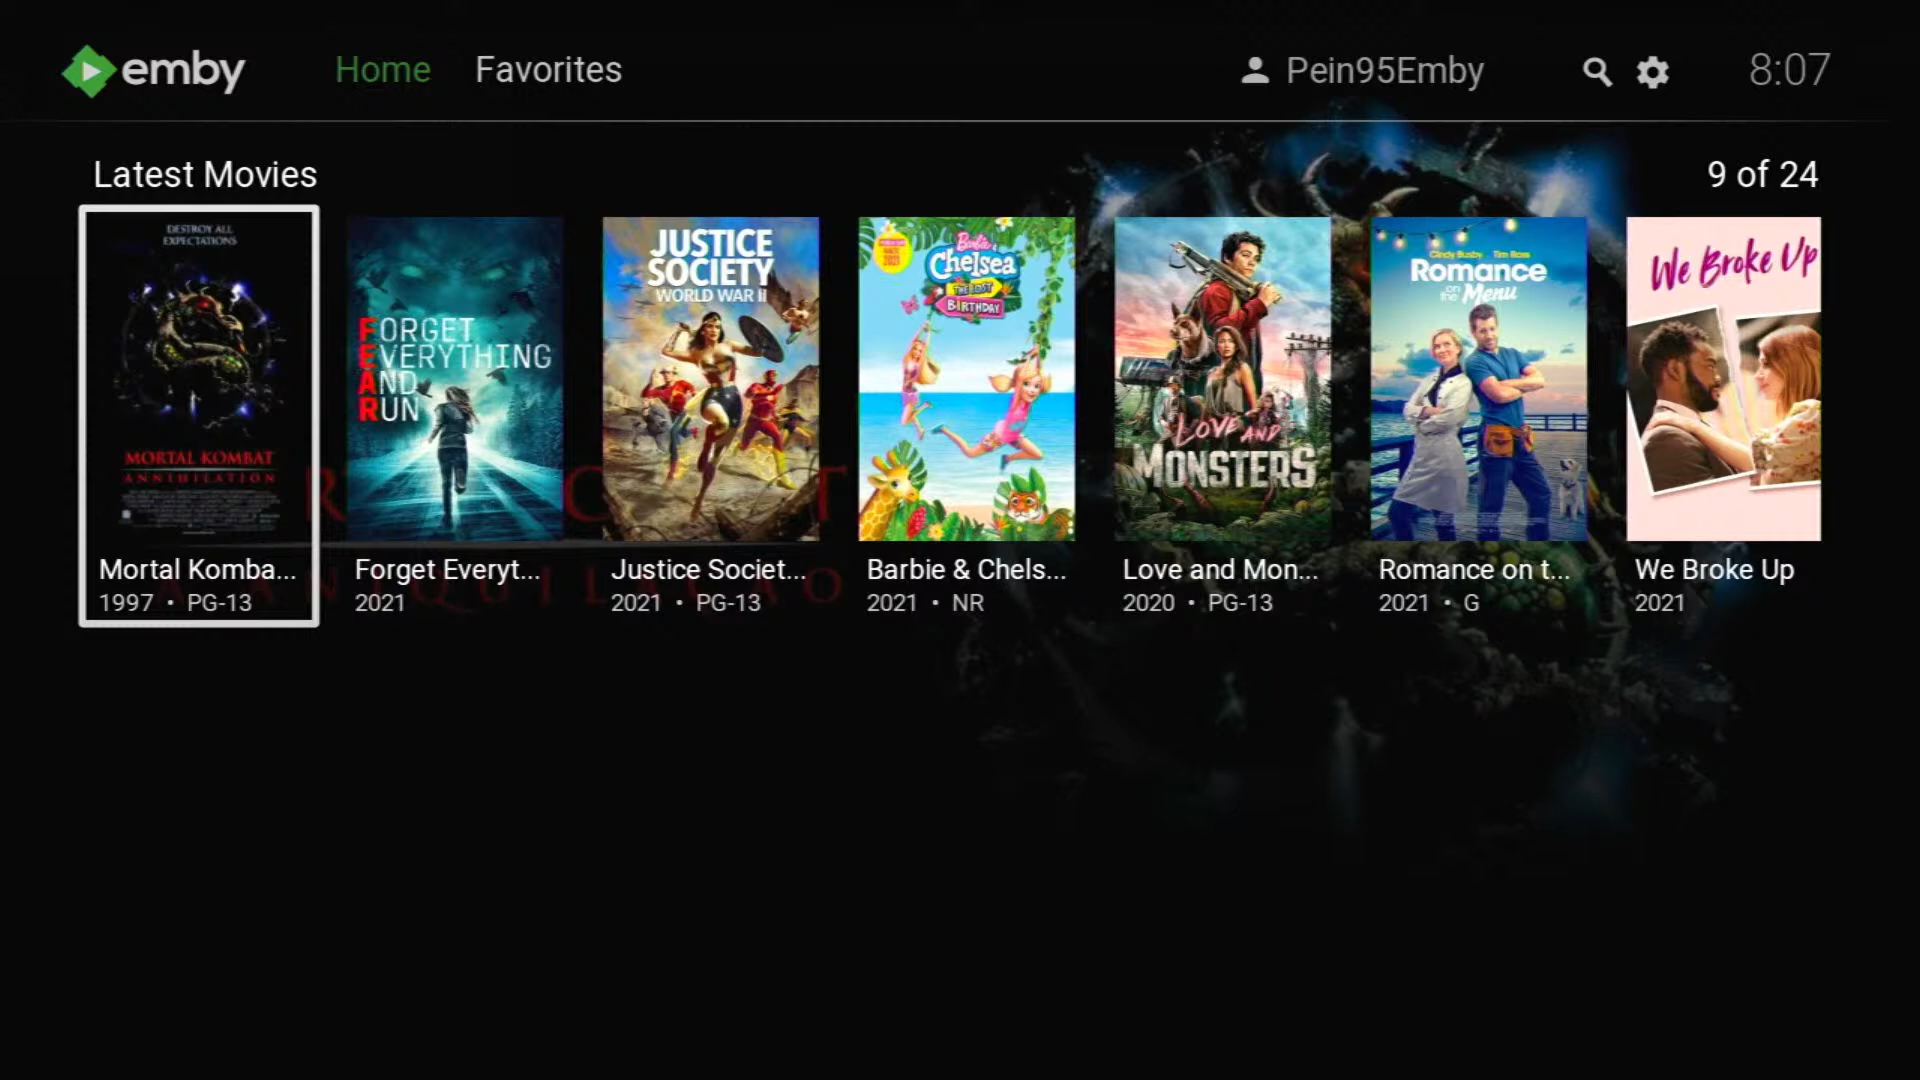 emby
Home
Favorites
Pein95Emby
8:07
Latest Movies
9 of 24
DESTROY ALL
EXPECTATIONS
MORTAL KOMBAT
ANNIHILATION
Mortal Komba...
1997 • PG-13
FORGET
EVERYTHING
AND
RUN
Forget Everyt...
2021
JUSTICE
SOCIETY
WORLD WAR II
Justice Societ...
2021 • PG-13
Barbie &
Chelsea
THE LOST
BIRTHDAY
Barbie & Chels...
2021 • NR
LOVE AND
MONSTERS
Love and Mon...
2020 • PG-13
Cindy Busby Tim Ross
Romance
on the Menu
Romance on t...
2021 • G
We Broke Up
We Broke Up
2021